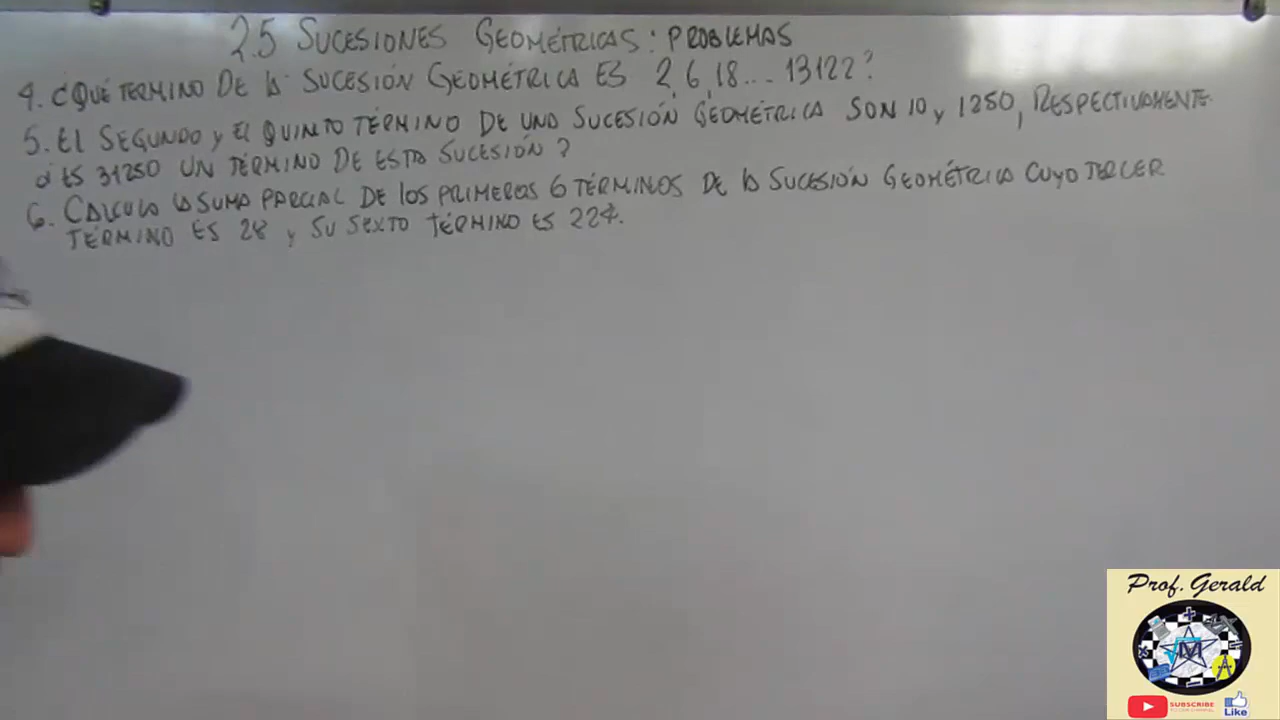 2.5 SUCESIONES GEOMÉTRICAS: PROBLEMAS
4. ¿QUÉ TERMINO DE LA SUCESIÓN GEOMÉTRICA ES 2, 6, 18... 13122?
5. EL SEGUNDO y EL QUINTO TÉRMINO DE UNA SUCESIÓN GEOMÉTRICA SON 10 y 1250, RESPECTIVAMENTE.
¿ES 31250 UN TÉRMINO DE ESTA SUCESIÓN?
6. CALCULA LA SUMA PARCIAL DE LOS PRIMEROS 6 TÉRMINOS DE LA SUCESIÓN GEOMÉTRICA CUYO TERCER
TÉRMINO ES 28 y SU SEXTO TÉRMINO ES 224.
Prof. Gerald
M
SUBSCRIBE
Like